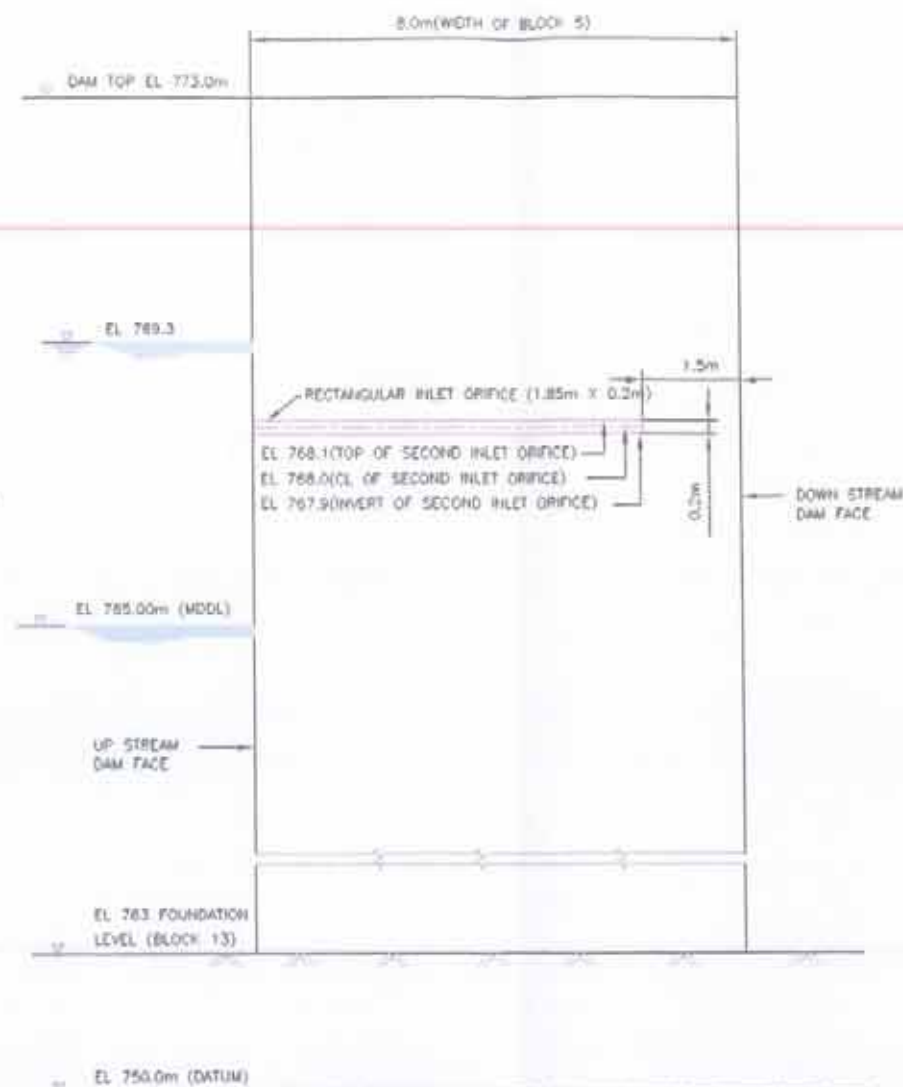 8.0m(WIDTH OF BLOCK 5)
DAM TOP EL 773.0m
EL 769.3
1.5m
RECTANGULAR INLET ORIFICE (1.85m X 0.2m)
EL 768.1(TOP OF SECOND INLET ORIFICE)
EL 768.0(CL OF SECOND INLET ORIFICE)
EL 767.9(INVERT OF SECOND INLET ORIFICE)
0.2m
DOWN STREAM
DAM FACE
EL 765.00m (MDDL)
UP STREAM
DAM FACE
EL 763 FOUNDATION
LEVEL (BLOCK 13)
EL 750.0m (DATUM)